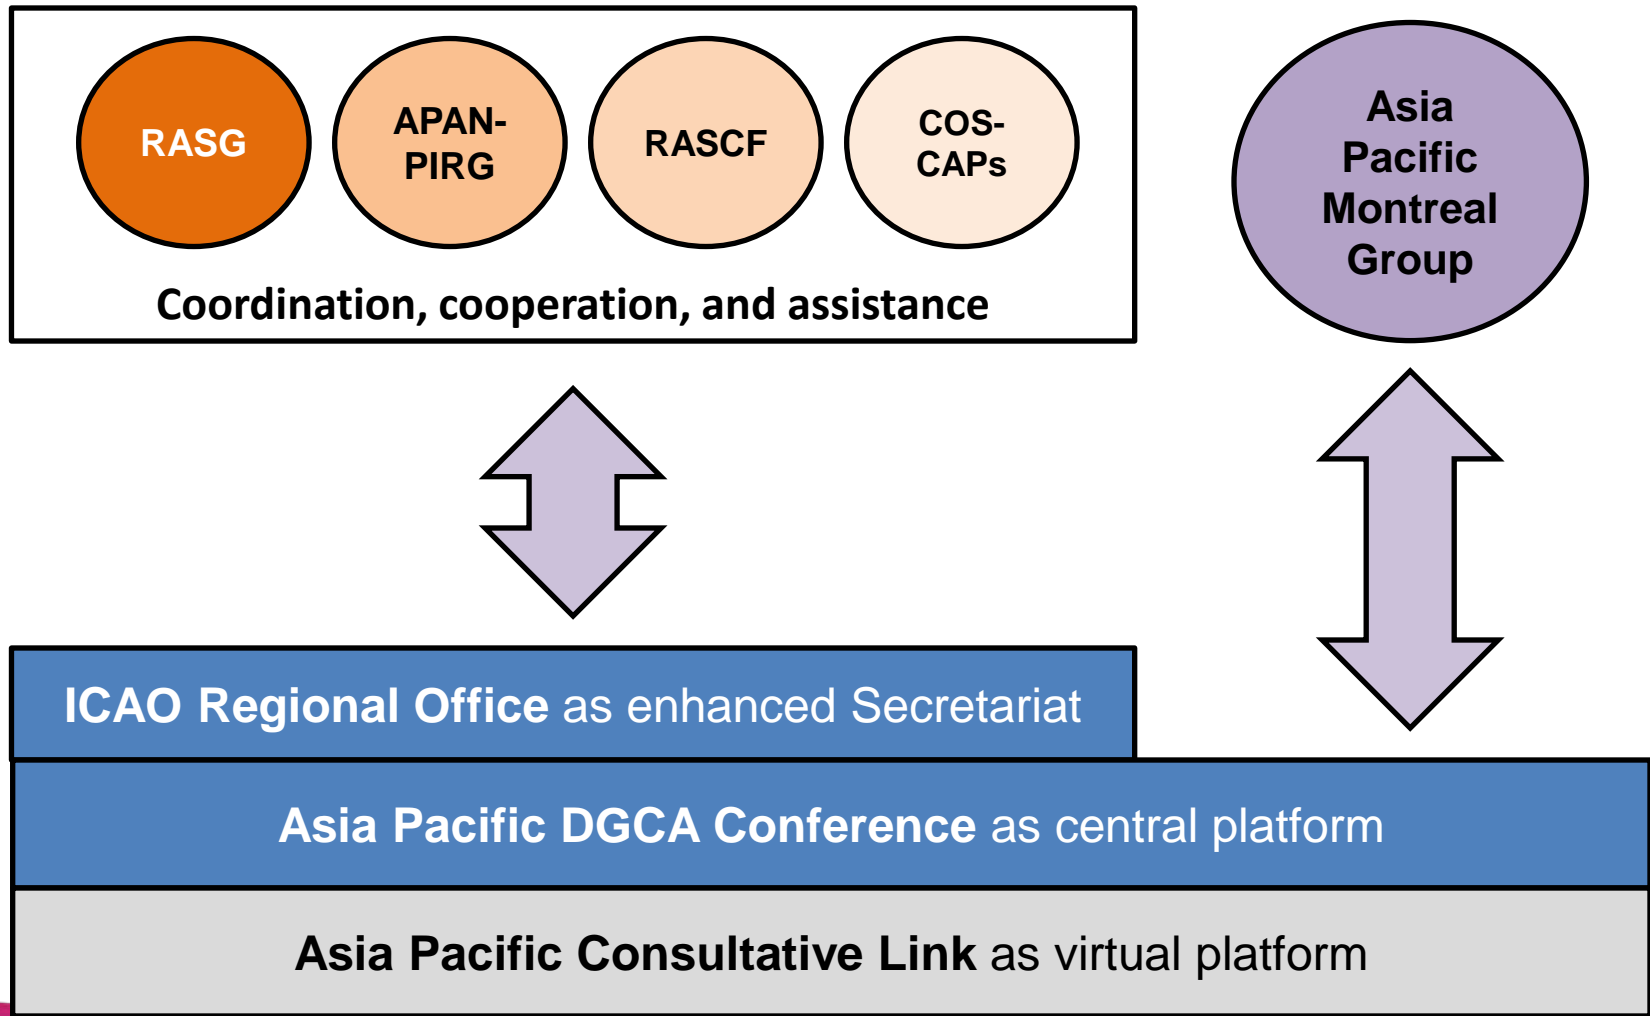 RASG
APAN-
PIRG
RASCF
COS-
CAPs
Coordination, cooperation, and assistance
Asia
Pacific
Montreal
Group
ICAO Regional Office as enhanced Secretariat
Asia Pacific DGCA Conference as central platform
Asia Pacific Consultative Link as virtual platform